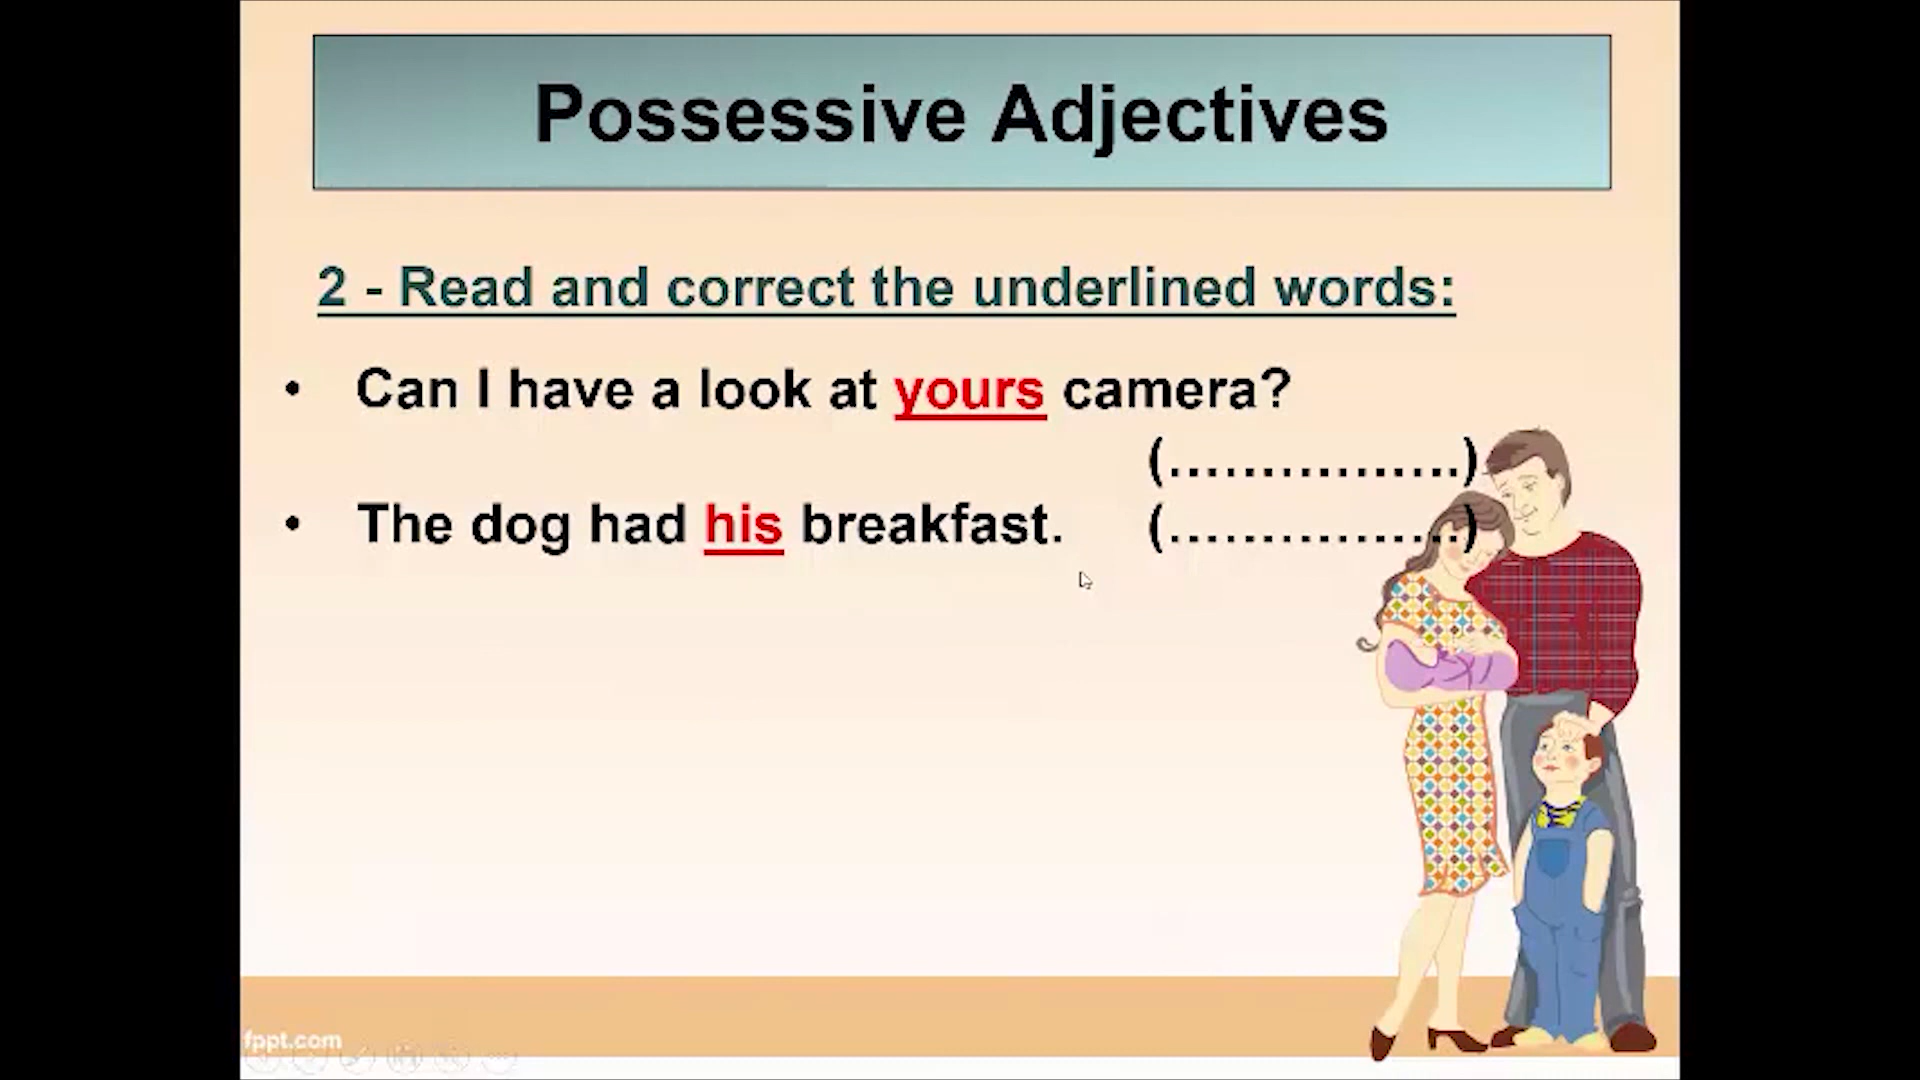 Possessive Adjectives
2 - Read and correct the underlined words:
• Can I have a look at yours camera?
(................)
• The dog had his breakfast. (................)
fppt.com